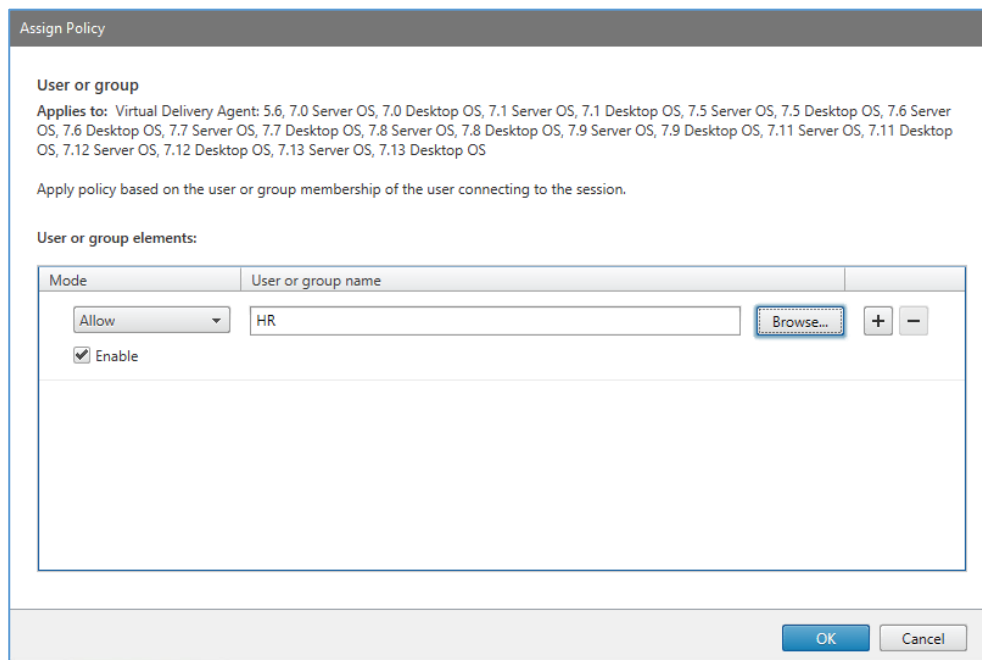 Assign Policy
User or group
Applies to: Virtual Delivery Agent: 5.6, 7.0 Server OS, 7.0 Desktop OS, 7.1 Server OS, 7.1 Desktop OS, 7.5 Server OS, 7.5 Desktop OS, 7.6 Server
OS, 7.6 Desktop OS, 7.7 Server OS, 7.7 Desktop OS, 7.8 Server OS, 7.8 Desktop OS, 7.9 Server OS, 7.9 Desktop OS, 7.11 Server OS, 7.11 Desktop
OS, 7.12 Server OS, 7.12 Desktop OS, 7.13 Server OS, 7.13 Desktop OS
Apply policy based on the user or group membership of the user connecting to the session.
User or group elements:
Mode User or group name
Allow HR Browse... + −
Enable
OK Cancel